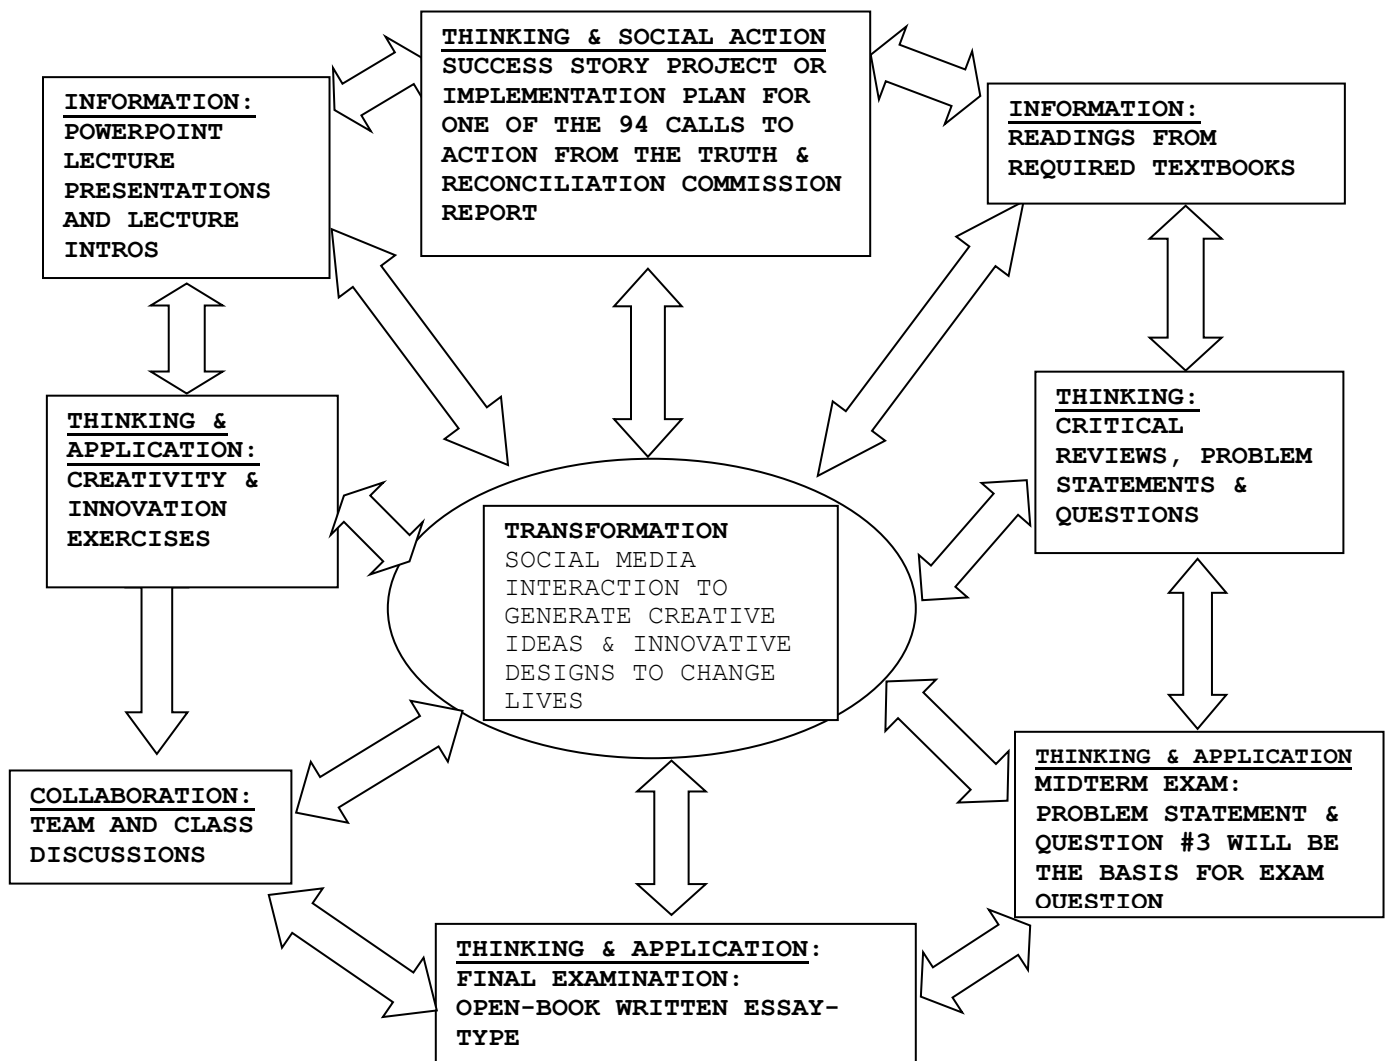 THINKING & SOCIAL ACTION
SUCCESS STORY PROJECT OR
IMPLEMENTATION PLAN FOR
ONE OF THE 94 CALLS TO
ACTION FROM THE TRUTH &
RECONCILIATION COMMISSION
REPORT
INFORMATION:
POWERPOINT
LECTURE
PRESENTATIONS
AND LECTURE
INTROS
INFORMATION:
READINGS FROM
REQUIRED TEXTBOOKS
THINKING &
APPLICATION:
CREATIVITY &
INNOVATION
EXERCISES
THINKING:
CRITICAL
REVIEWS, PROBLEM
STATEMENTS &
QUESTIONS
TRANSFORMATION
SOCIAL MEDIA
INTERACTION TO
GENERATE CREATIVE
IDEAS & INNOVATIVE
DESIGNS TO CHANGE
LIVES
COLLABORATION:
TEAM AND CLASS
DISCUSSIONS
THINKING & APPLICATION
MIDTERM EXAM:
PROBLEM STATEMENT &
QUESTION #3 WILL BE
THE BASIS FOR EXAM
QUESTION
THINKING & APPLICATION:
FINAL EXAMINATION:
OPEN-BOOK WRITTEN ESSAY-
TYPE